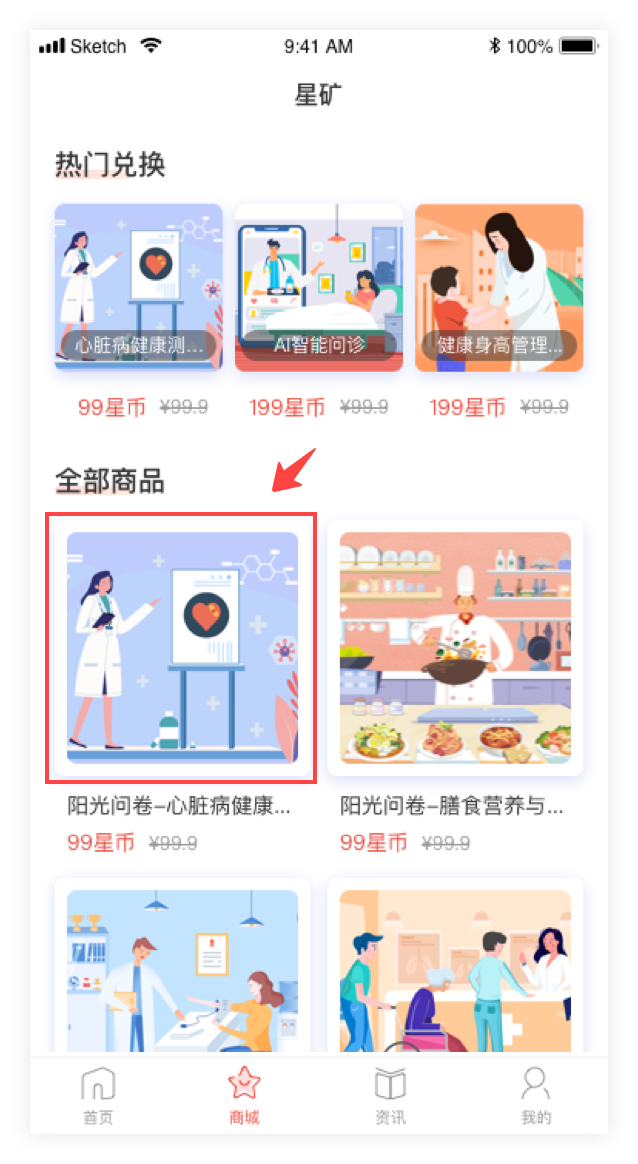 Sketch 9:41 AM 100%
星矿
热门兑换
心脏病健康测... AI智能问诊 健康身高管理...
99星币 ¥99.9 199星币 ¥99.9 199星币 ¥99.9
全部商品
阳光问卷-心脏病健康... 阳光问卷-膳食营养与...
99星币 ¥99.9 99星币 ¥99.9
首页 商城 资讯 我的